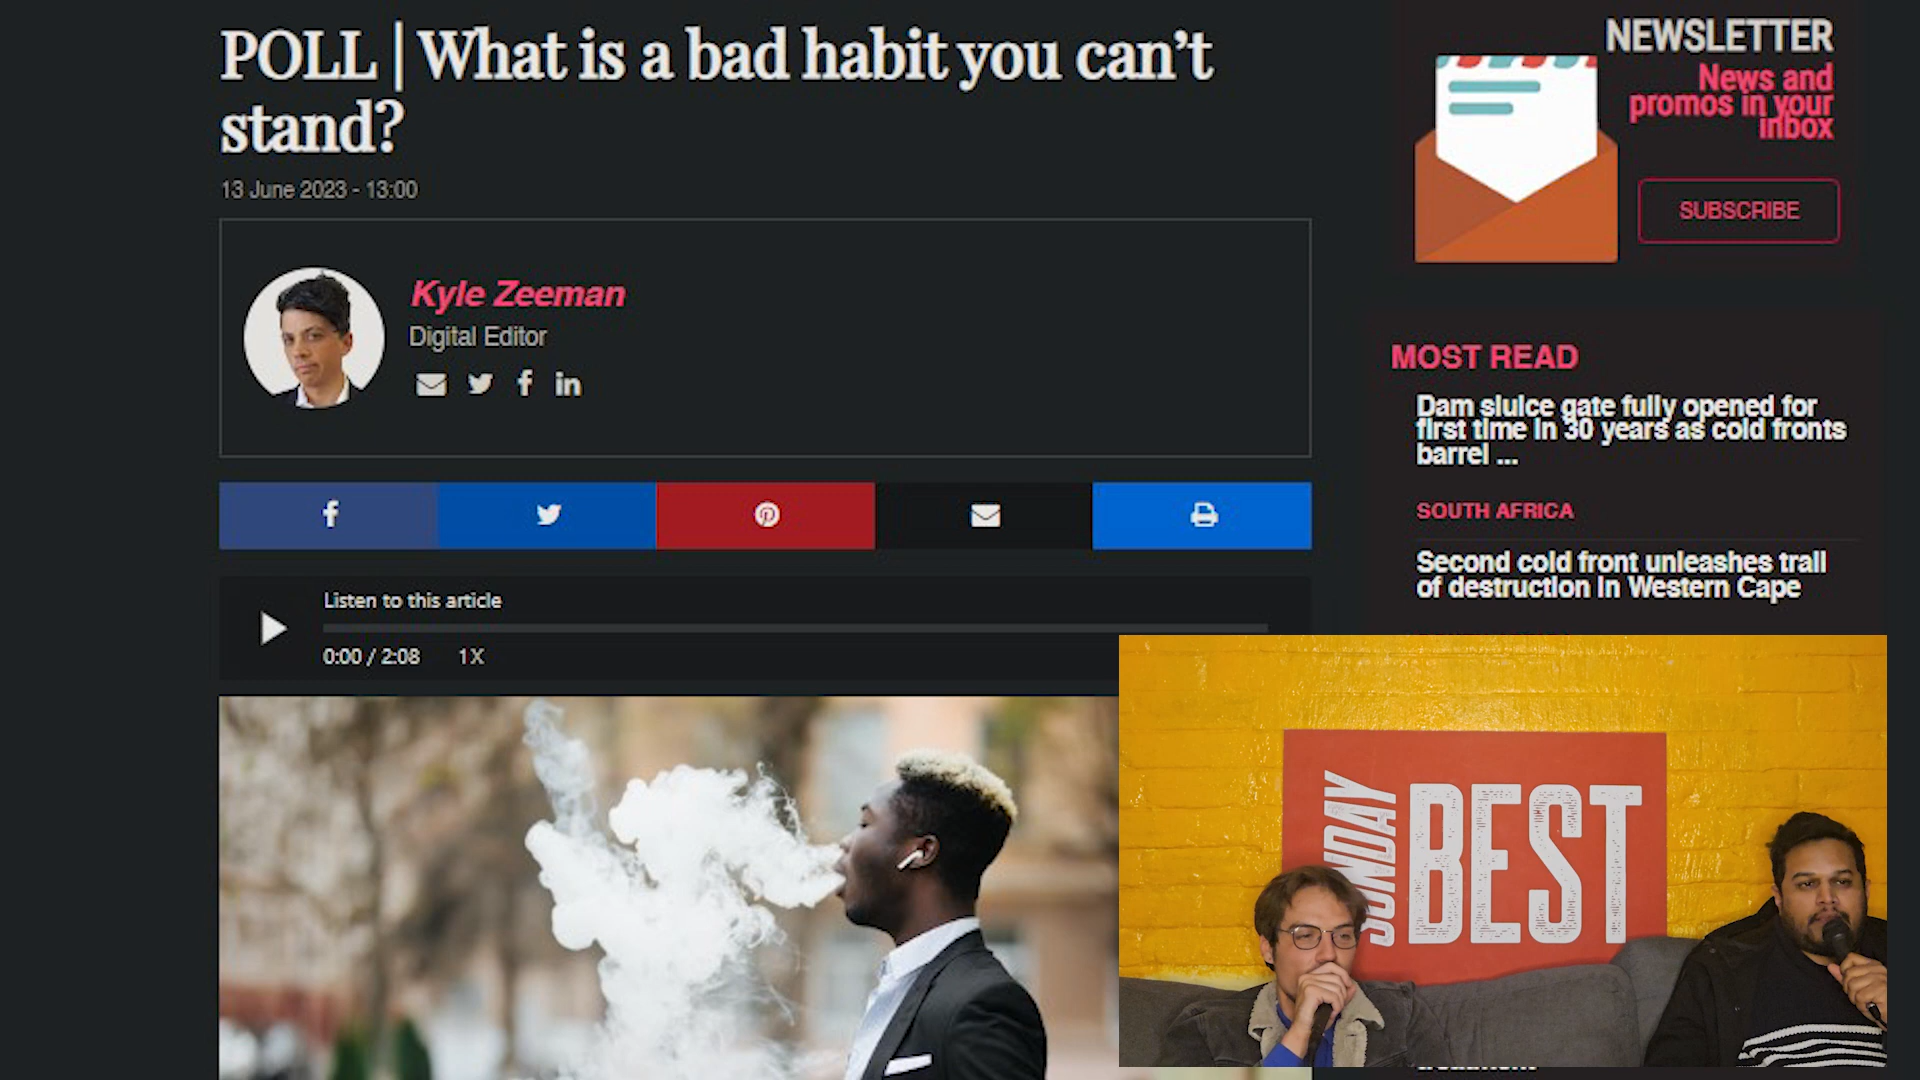 POLL | What is a bad habit you can't
stand?
13 June 2023 - 13:00
Kyle Zeeman
Digital Editor
Listen to this article
0:00 / 2:08 1X
NEWSLETTER
News and
promos in your
inbox
SUBSCRIBE
MOST READ
Dam sluice gate fully opened for
first time in 30 years as cold fronts
barrel ...
SOUTH AFRICA
Second cold front unleashes trail
of destruction in Western Cape
SUNDAY
BEST